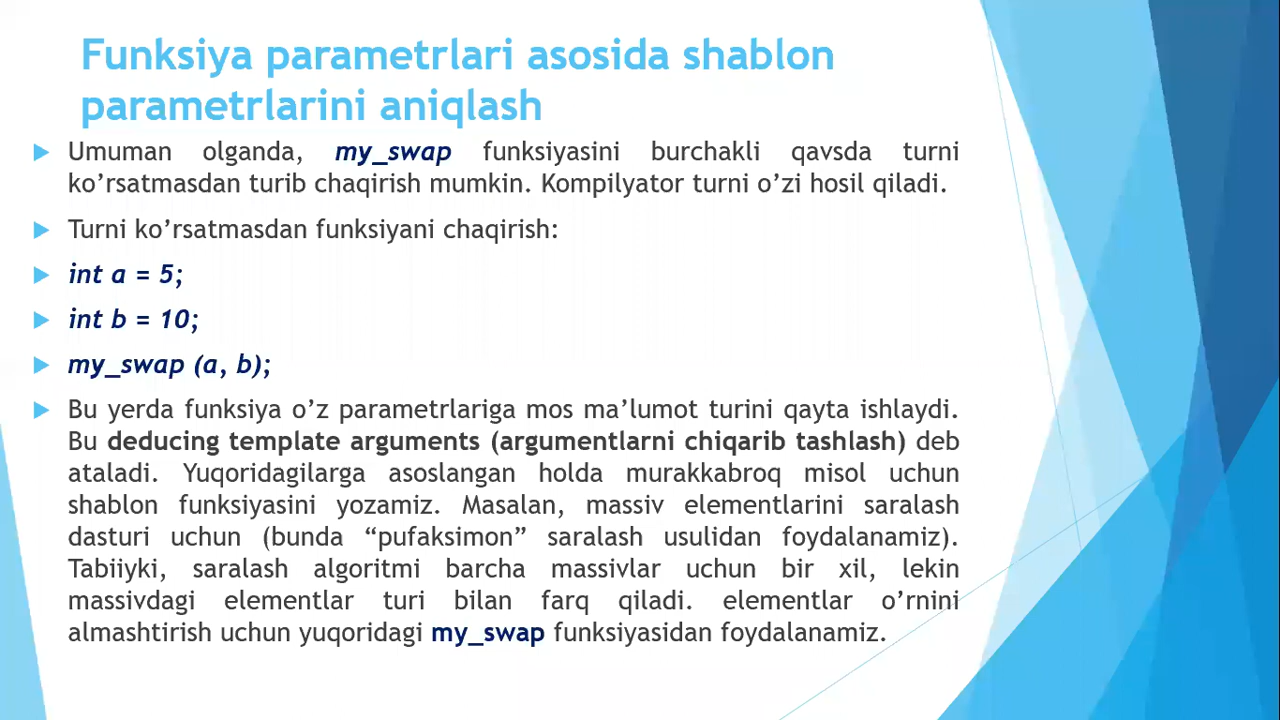 Funksiya parametrlari asosida shablon
parametrlarini aniqlash
Umuman olganda, my_swap funksiyasini burchakli qavsda turni
ko’rsatmasdan turib chaqirish mumkin. Kompilyator turni o’zi hosil qiladi.
Turni ko’rsatmasdan funksiyani chaqirish:
int a = 5;
int b = 10;
my_swap (a, b);
Bu yerda funksiya o’z parametrlariga mos ma’lumot turini qayta ishlaydi.
Bu deducing template arguments (argumentlarni chiqarib tashlash) deb
ataladi. Yuqoridagilarga asoslangan holda murakkabroq misol uchun
shablon funksiyasini yozamiz. Masalan, massiv elementlarini saralash
dasturi uchun (bunda “pufaksimon” saralash usulidan foydalanamiz).
Tabiiyki, saralash algoritmi barcha massivlar uchun bir xil, lekin
massivdagi elementlar turi bilan farq qiladi. elementlar o’rnini
almashtirish uchun yuqoridagi my_swap funksiyasidan foydalanamiz.